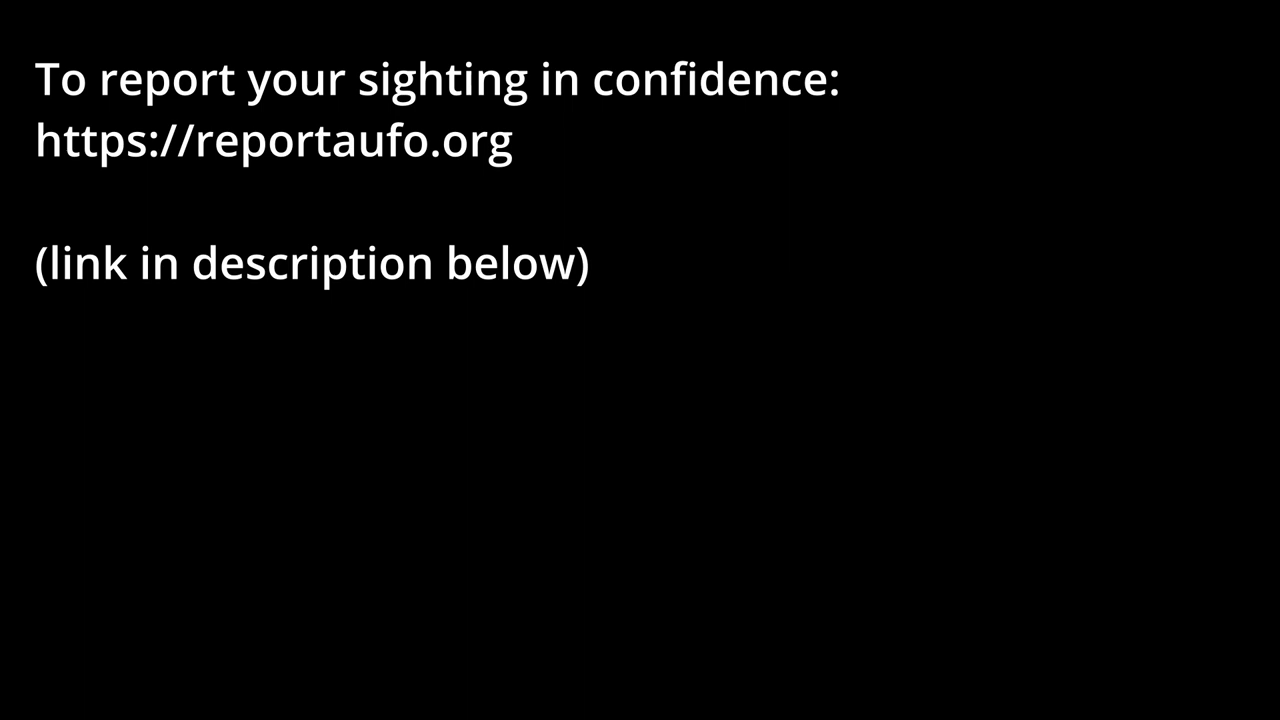 To report your sighting in confidence:
https://reportaufo.org
(link in description below)